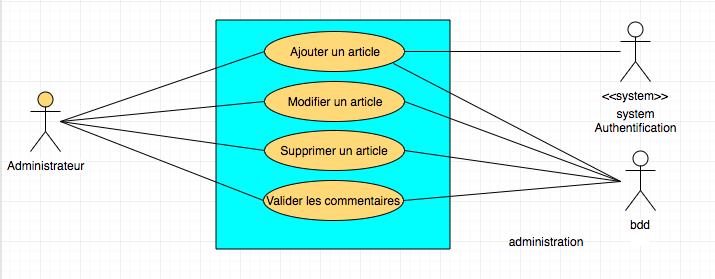 Ajouter un article
Modifier un article
Supprimer un article
Valider les commentaires
Administrateur
<<system>>
system
Authentification
bdd
administration